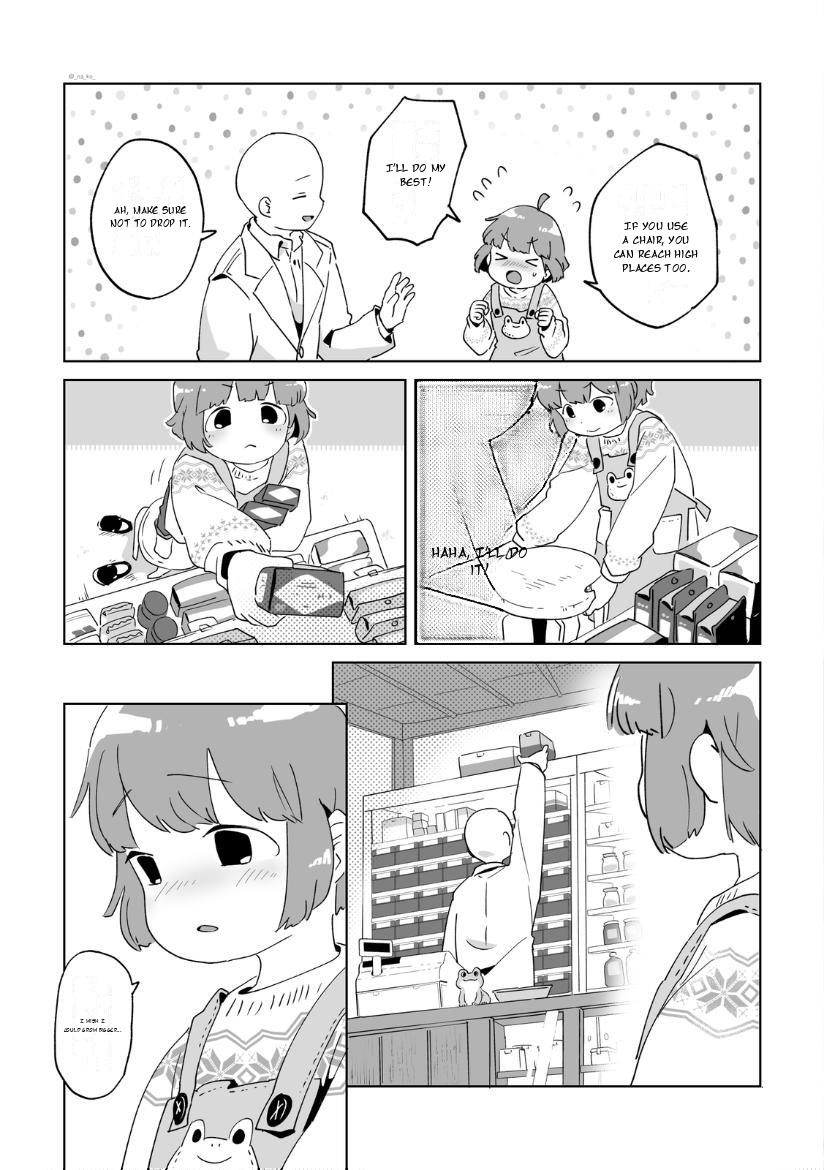 @_na_ko_
IF YOU USE
A CHAIR, YOU
CAN REACH HIGH
PLACES TOO.
I'LL DO MY
BEST!
AH, MAKE SURE
NOT TO DROP IT.
HAHA, I'LL DO
IT!
I WISH I
COULD GROW BIGGER...